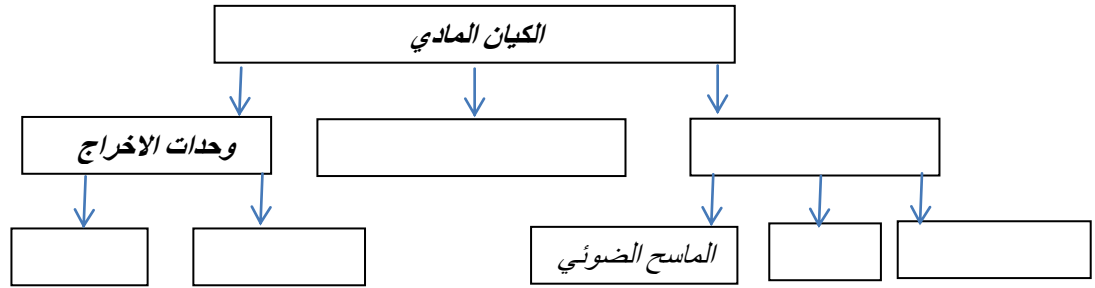 الكيان المادي
وحدات الاخراج
الماسح الضوئي